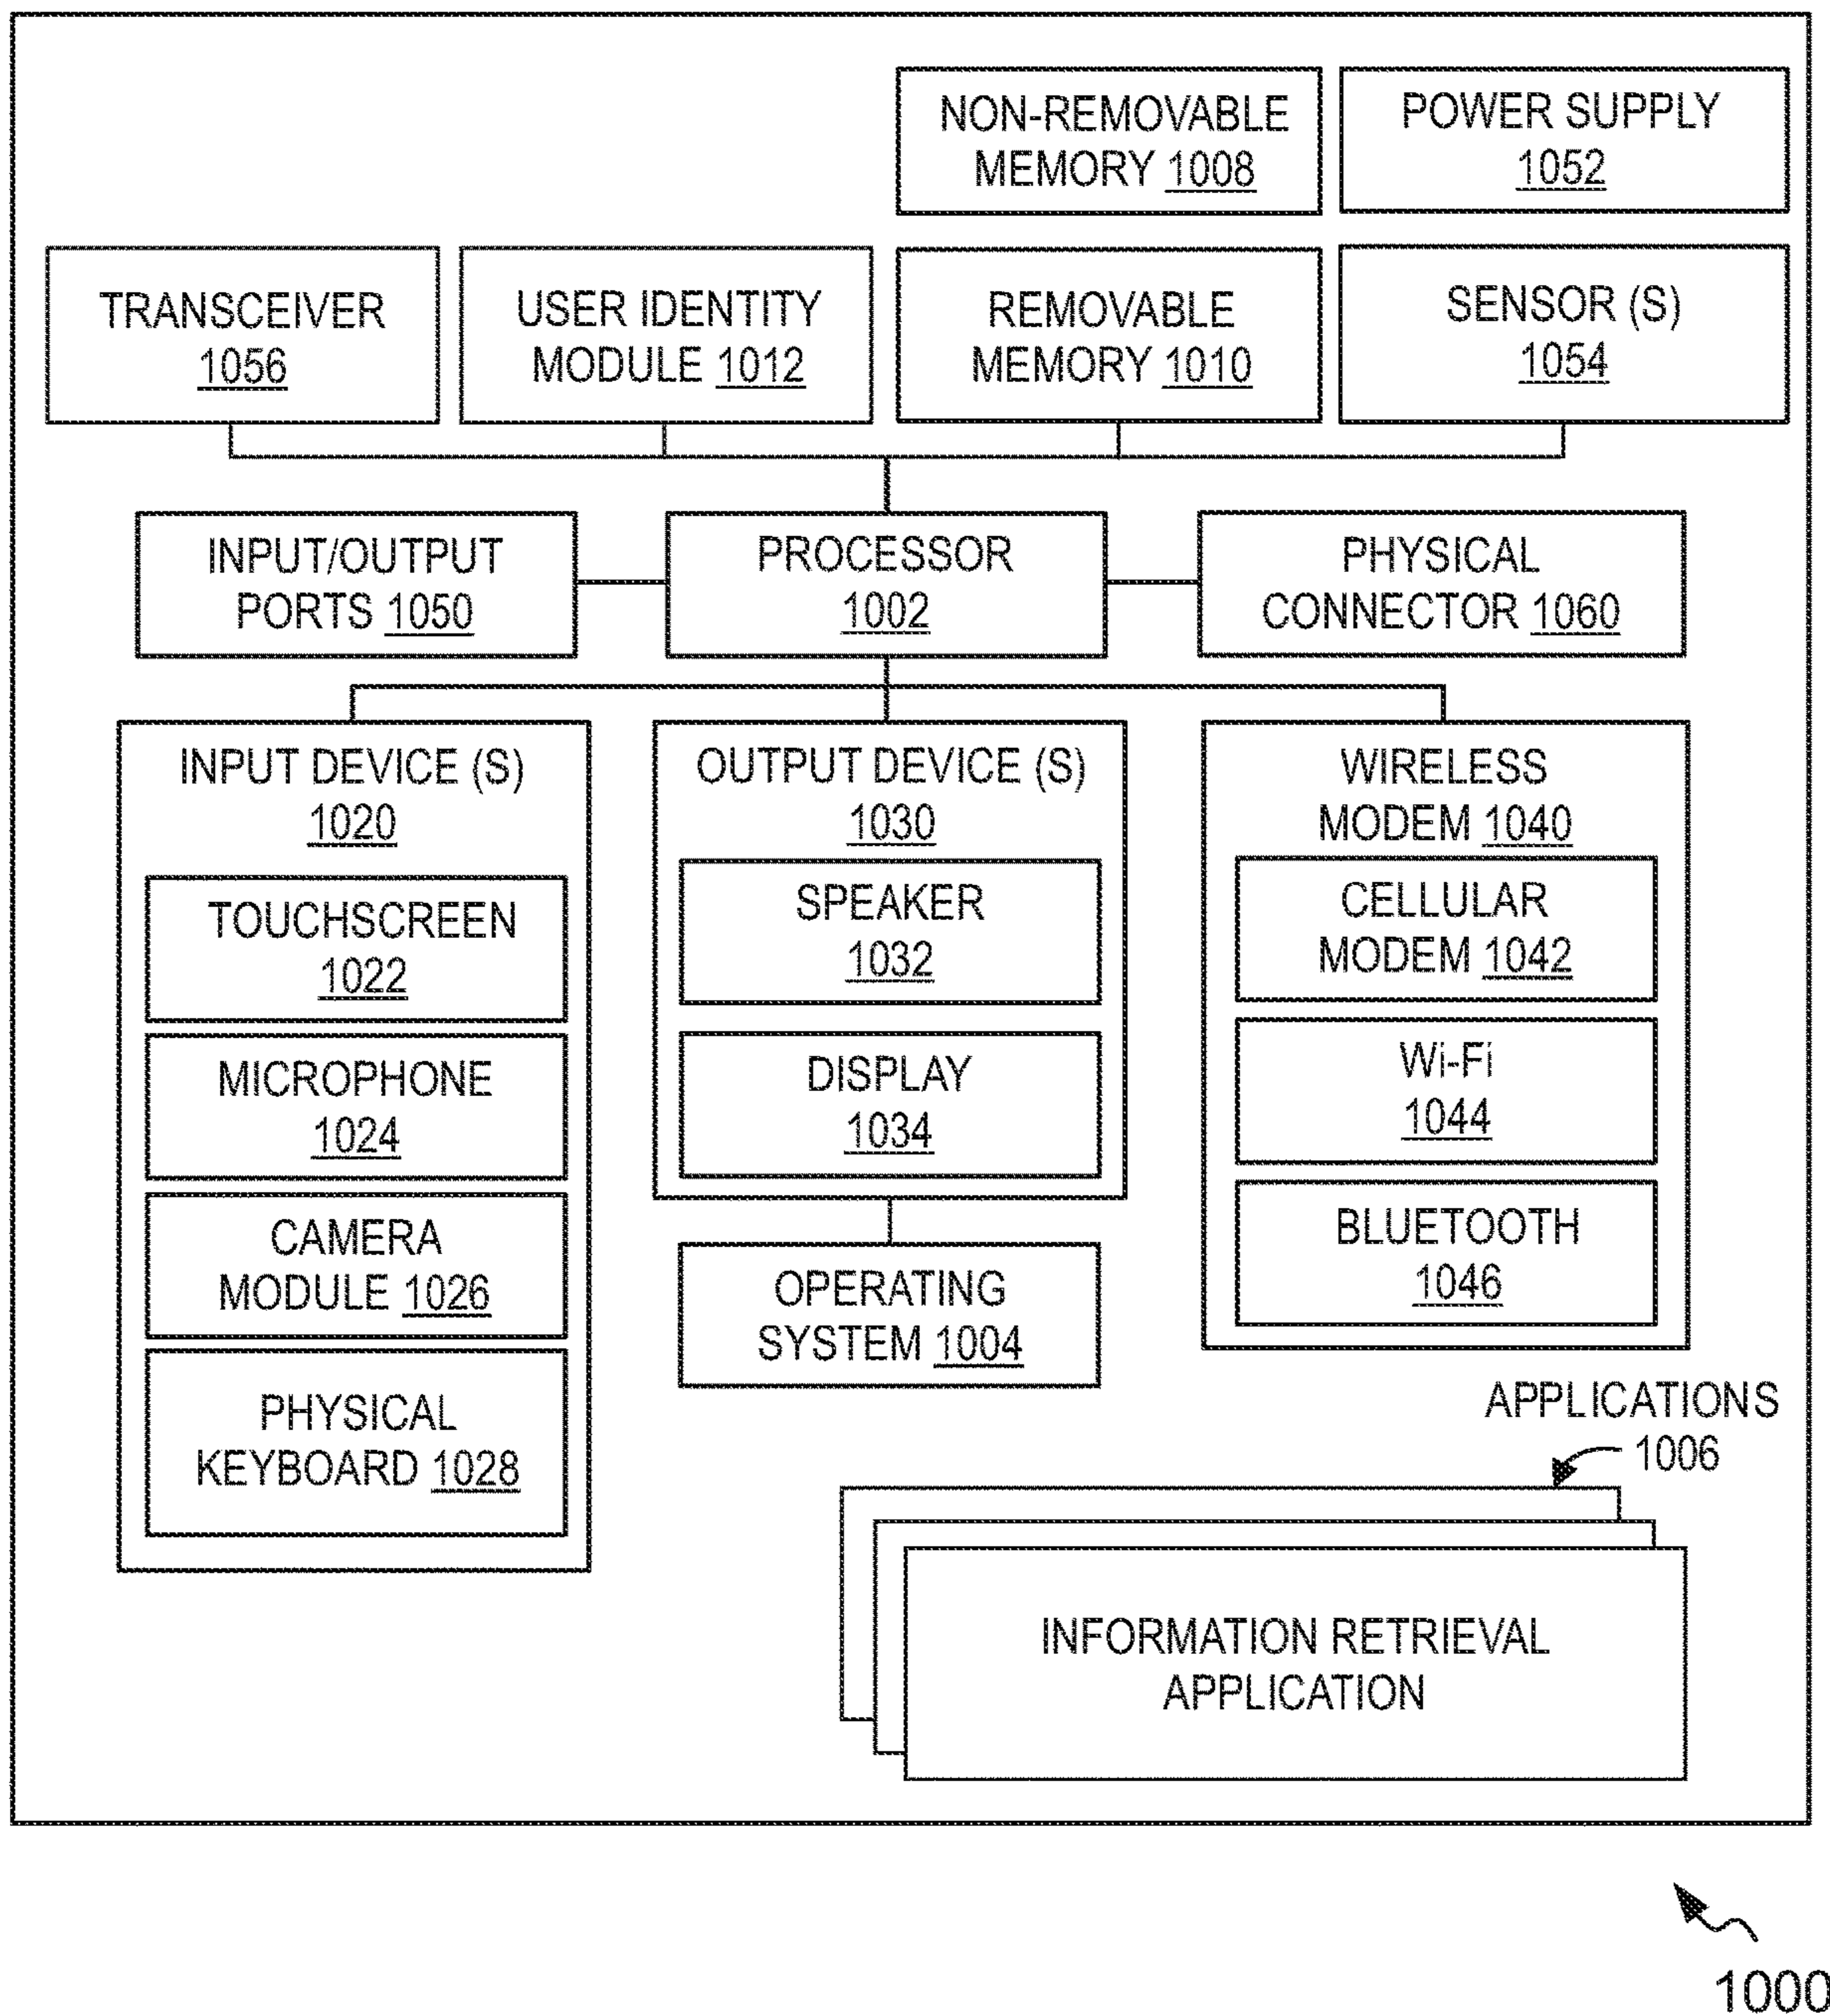 NON-REMOVABLE
MEMORY 1008
POWER SUPPLY
1052
TRANSCEIVER
1056
USER IDENTITY
MODULE 1012
REMOVABLE
MEMORY 1010
SENSOR (S)
1054
INPUT/OUTPUT
PORTS 1050
PROCESSOR
1002
PHYSICAL
CONNECTOR 1060
INPUT DEVICE (S)
1020
TOUCHSCREEN
1022
MICROPHONE
1024
CAMERA
MODULE 1026
PHYSICAL
KEYBOARD 1028
OUTPUT DEVICE (S)
1030
SPEAKER
1032
DISPLAY
1034
OPERATING
SYSTEM 1004
WIRELESS
MODEM 1040
CELLULAR
MODEM 1042
Wi-Fi
1044
BLUETOOTH
1046
APPLICATIONS
1006
INFORMATION RETRIEVAL
APPLICATION
1000